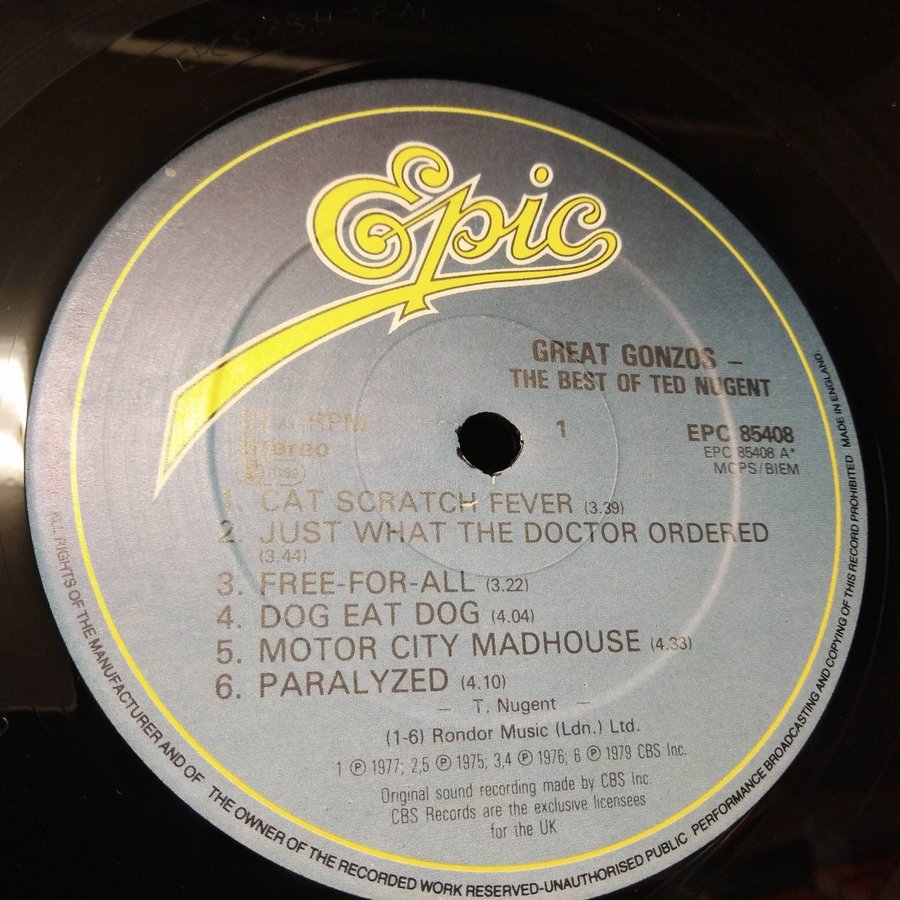 EPCS 85408 A1
Epic
GREAT GONZOS –
THE BEST OF TED NUGENT
RPM
Stereo
1
EPC 85408
EPC 85408 A*
MCPS/BIEM
1. CAT SCRATCH FEVER (3.39)
2. JUST WHAT THE DOCTOR ORDERED
(3.44)
3. FREE-FOR-ALL (3.22)
4. DOG EAT DOG (4.04)
5. MOTOR CITY MADHOUSE (4.33)
6. PARALYZED (4.10)
– T. Nugent –
(1-6) Rondor Music (Ldn.) Ltd.
1 ℗ 1977; 2,5 ℗ 1975; 3,4 ℗ 1976; 6 ℗ 1979 CBS Inc.
Original sound recording made by CBS Inc.
CBS Records are the exclusive licensees
for the UK
ALL RIGHTS OF THE MANUFACTURER AND OF THE OWNER OF THE RECORDED WORK RESERVED-UNAUTHORISED PUBLIC PERFORMANCE BROADCASTING AND COPYING OF THIS RECORD PROHIBITED MADE IN ENGLAND